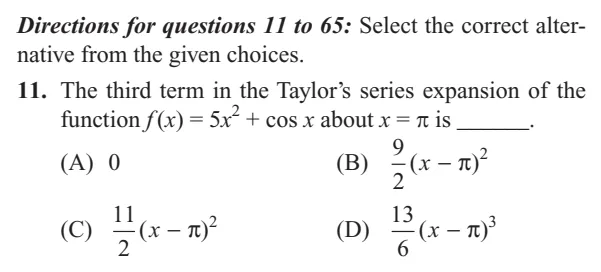 Directions for questions 11 to 65: Select the correct alter-
native from the given choices.
11. The third term in the Taylor’s series expansion of the
function f(x) = 5x² + cos x about x = π is ______.
(A) 0 (B) 9/2 (x – π)²
(C) 11/2 (x – π)² (D) 13/6 (x – π)³